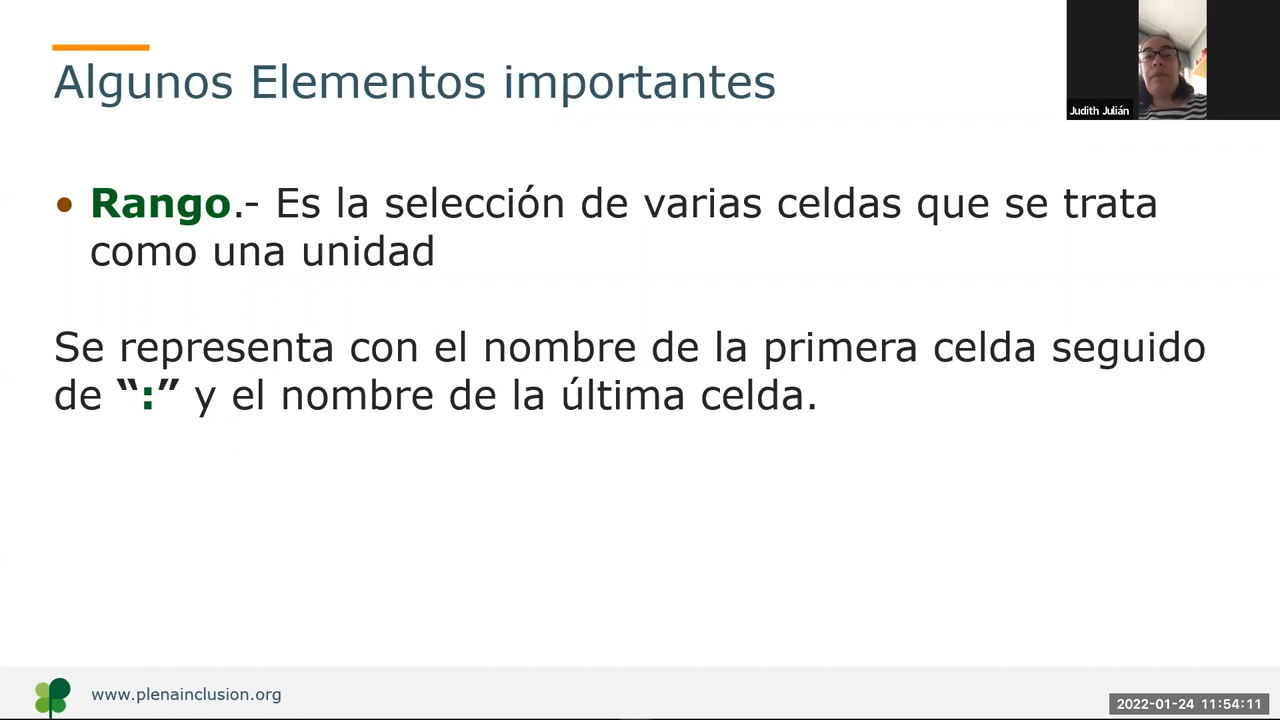 Algunos Elementos importantes
Judith Julián
• Rango.- Es la selección de varias celdas que se trata
como una unidad
Se representa con el nombre de la primera celda seguido
de “:” y el nombre de la última celda.
www.plenainclusion.org
2022-01-24 11:54:11